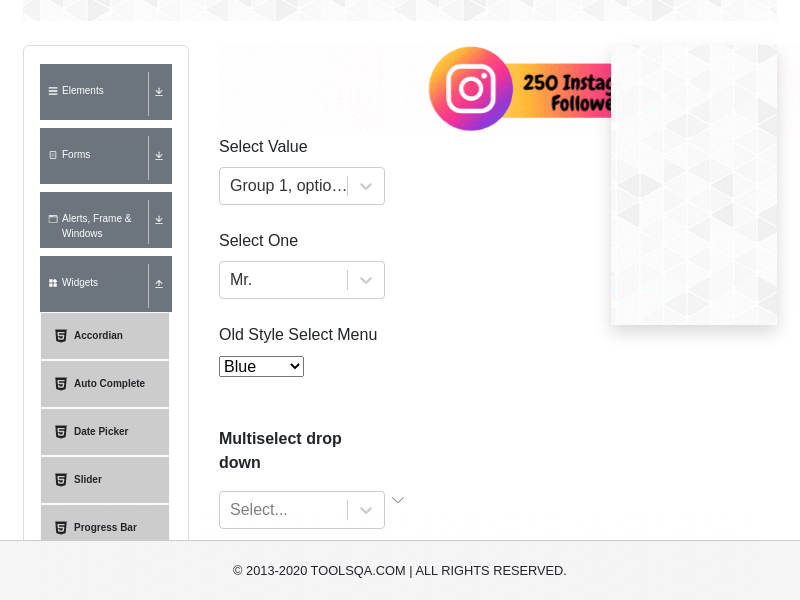 250 Instag
Followe
Elements
Forms
Alerts, Frame &
Windows
Widgets
Accordian
Auto Complete
Date Picker
Slider
Progress Bar
Select Value
Group 1, optio...
Select One
Mr.
Old Style Select Menu
Blue
Multiselect drop
down
Select...
© 2013-2020 TOOLSQA.COM | ALL RIGHTS RESERVED.